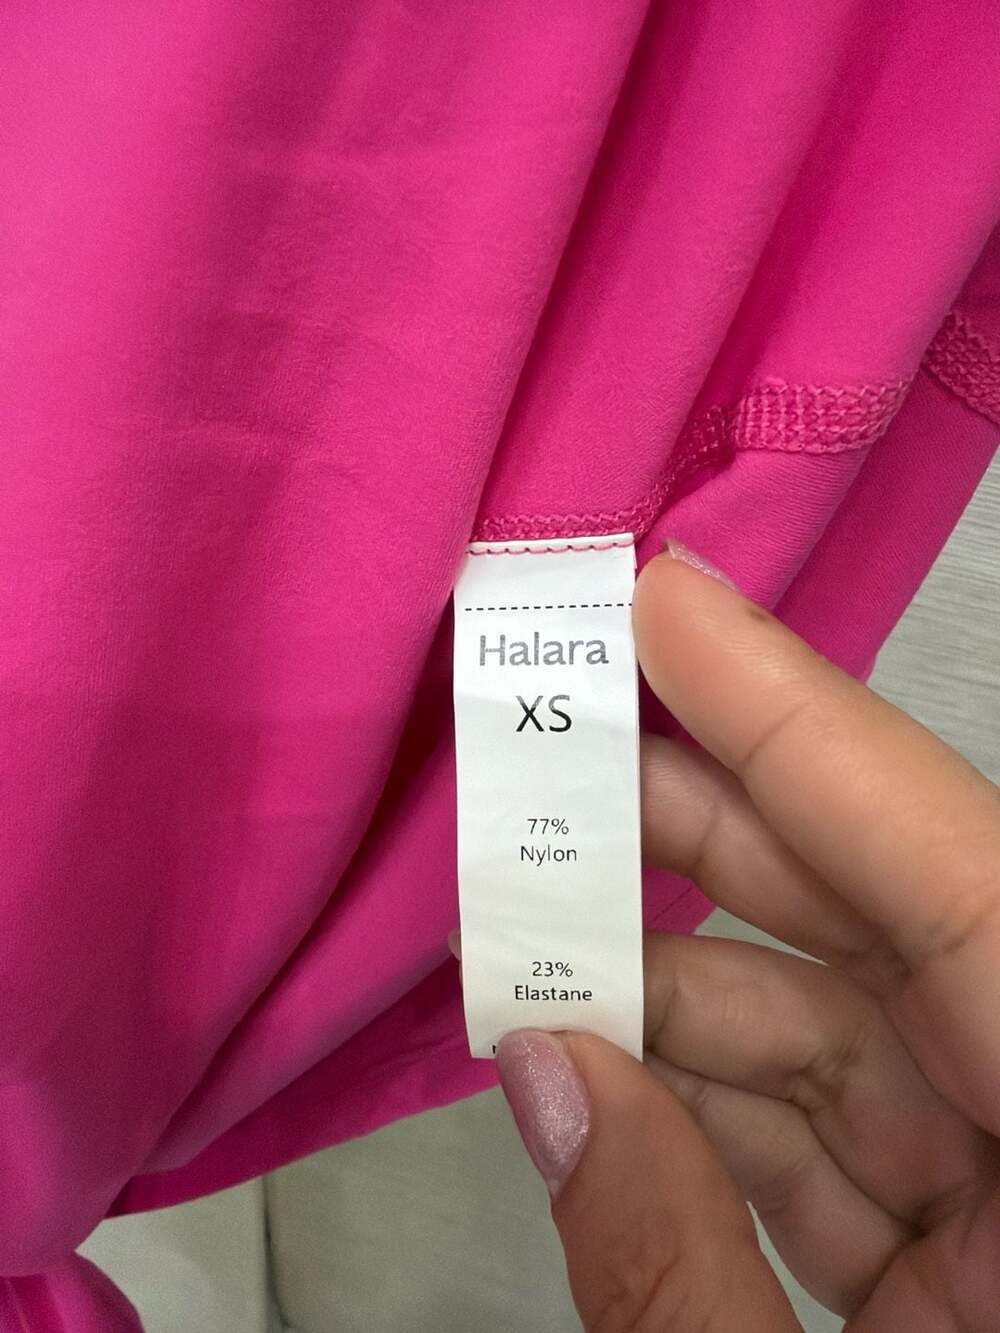 Halara
XS
77%
Nylon
23%
Elastane